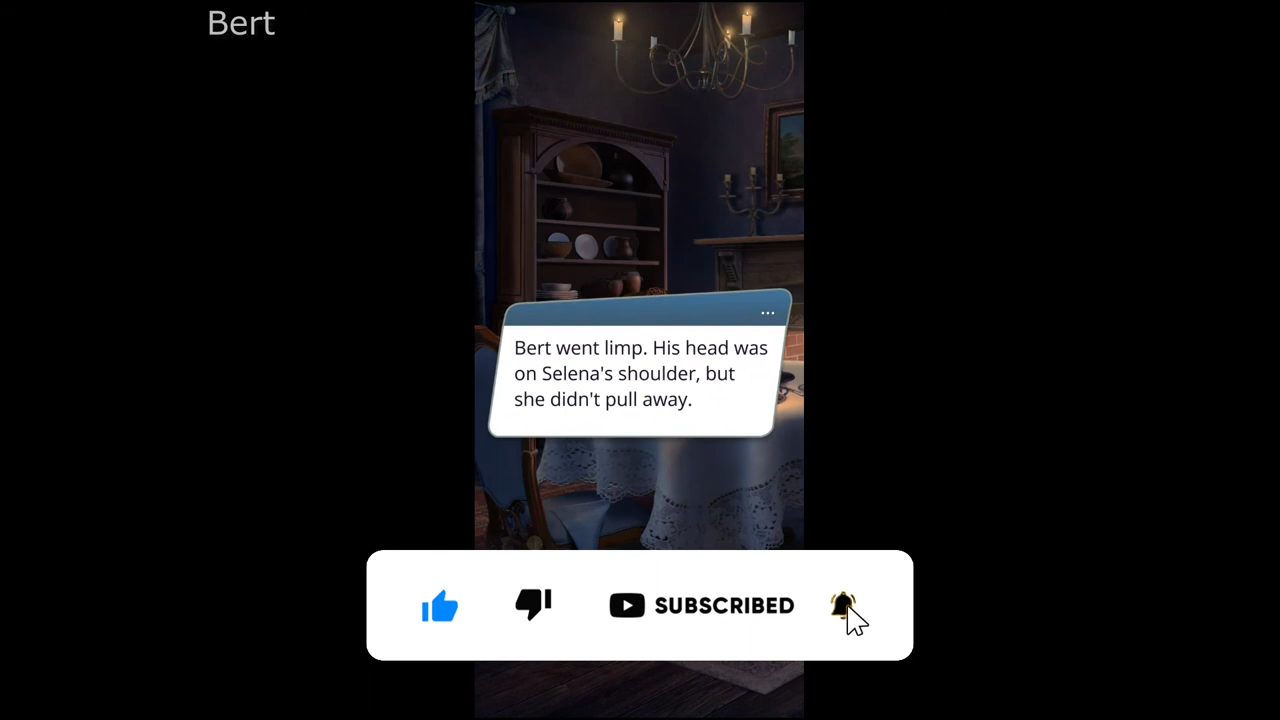 Bert
...
Bert went limp. His head was
on Selena's shoulder, but
she didn't pull away.
SUBSCRIBED